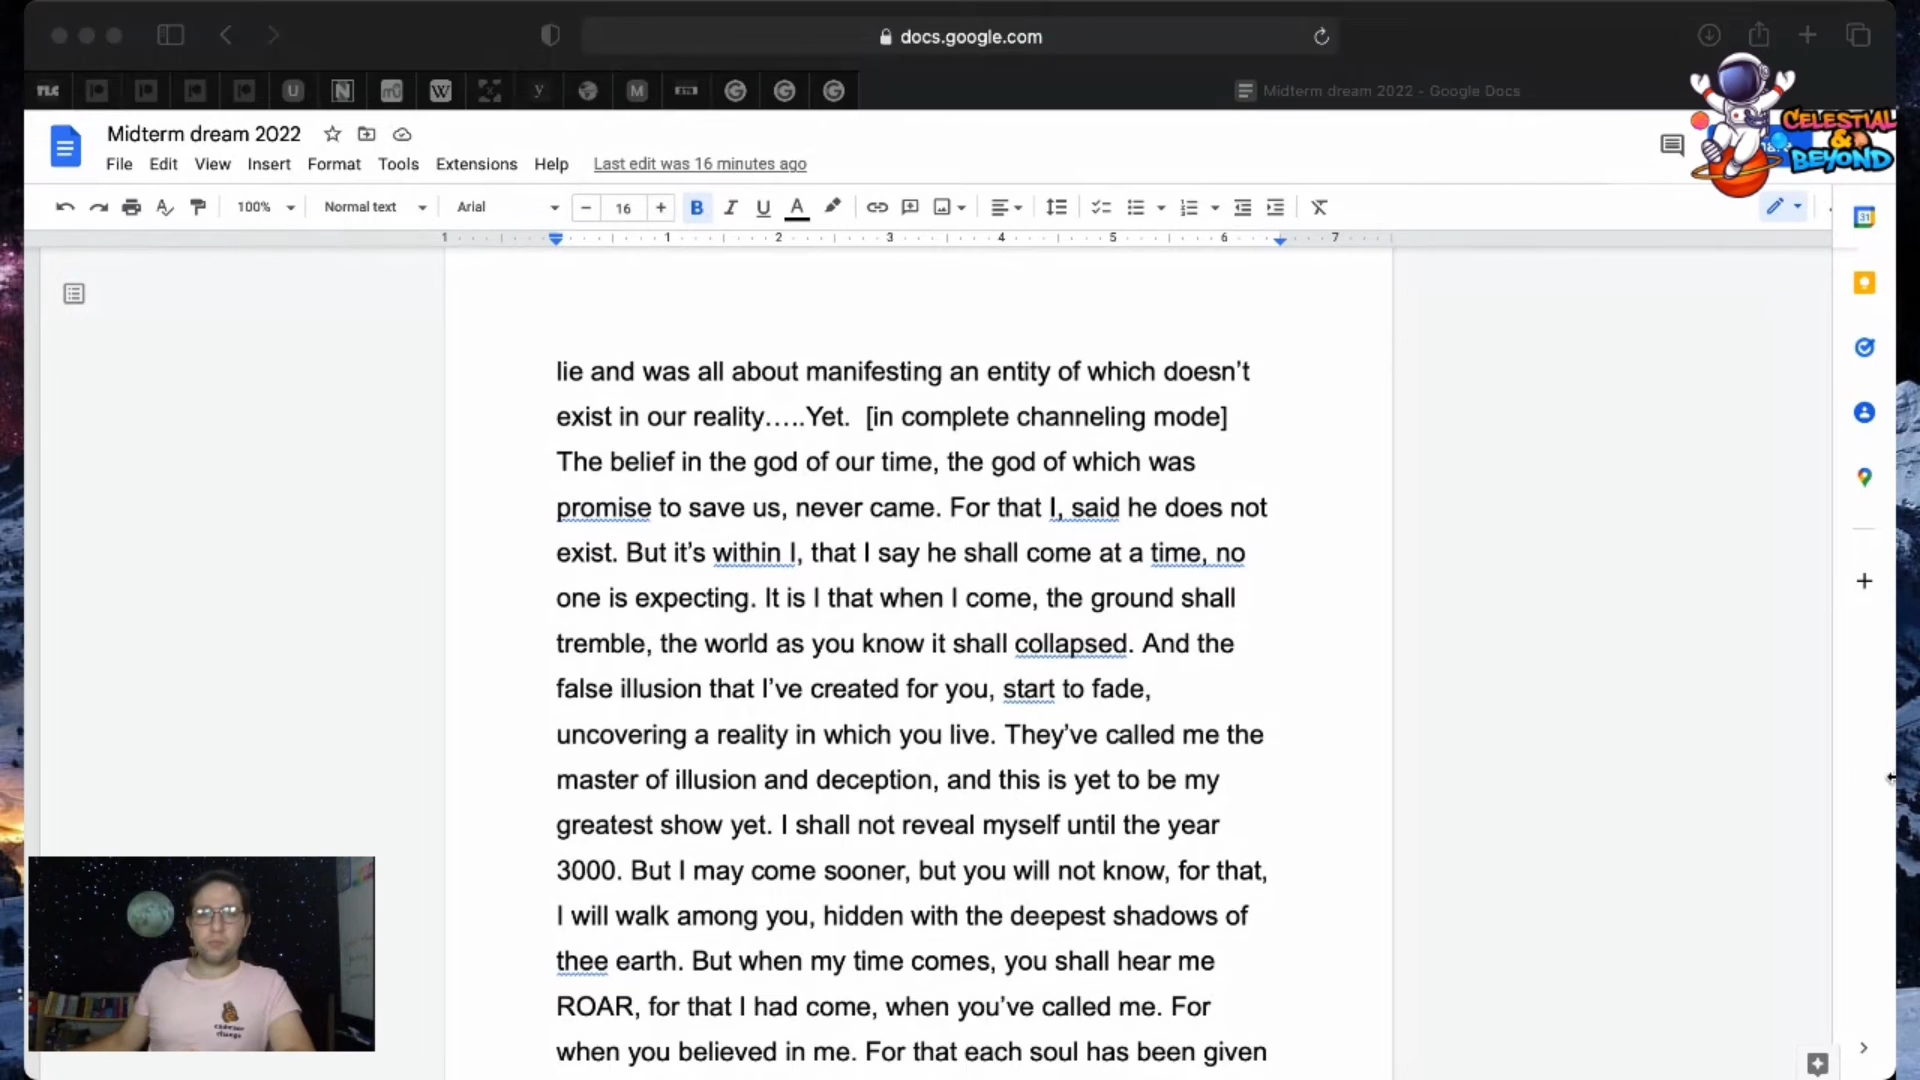 docs.google.com
TLC
Midterm dream 2022 - Google Docs
CELESTIAL
&
BEYOND
Midterm dream 2022
File Edit View Insert Format Tools Extensions Help Last edit was 16 minutes ago
100% Normal text Arial 16 B I U A
1 1 2 3 4 5 6 7
31
lie and was all about manifesting an entity of which doesn’t
exist in our reality…..Yet.  [in complete channeling mode]
The belief in the god of our time, the god of which was
promise to save us, never came. For that I, said he does not
exist. But it’s within I, that I say he shall come at a time, no
one is expecting. It is I that when I come, the ground shall
tremble, the world as you know it shall collapsed. And the
false illusion that I’ve created for you, start to fade,
uncovering a reality in which you live. They’ve called me the
master of illusion and deception, and this is yet to be my
greatest show yet. I shall not reveal myself until the year
3000. But I may come sooner, but you will not know, for that,
I will walk among you, hidden with the deepest shadows of
thee earth. But when my time comes, you shall hear me
ROAR, for that I had come, when you’ve called me. For
when you believed in me. For that each soul has been given